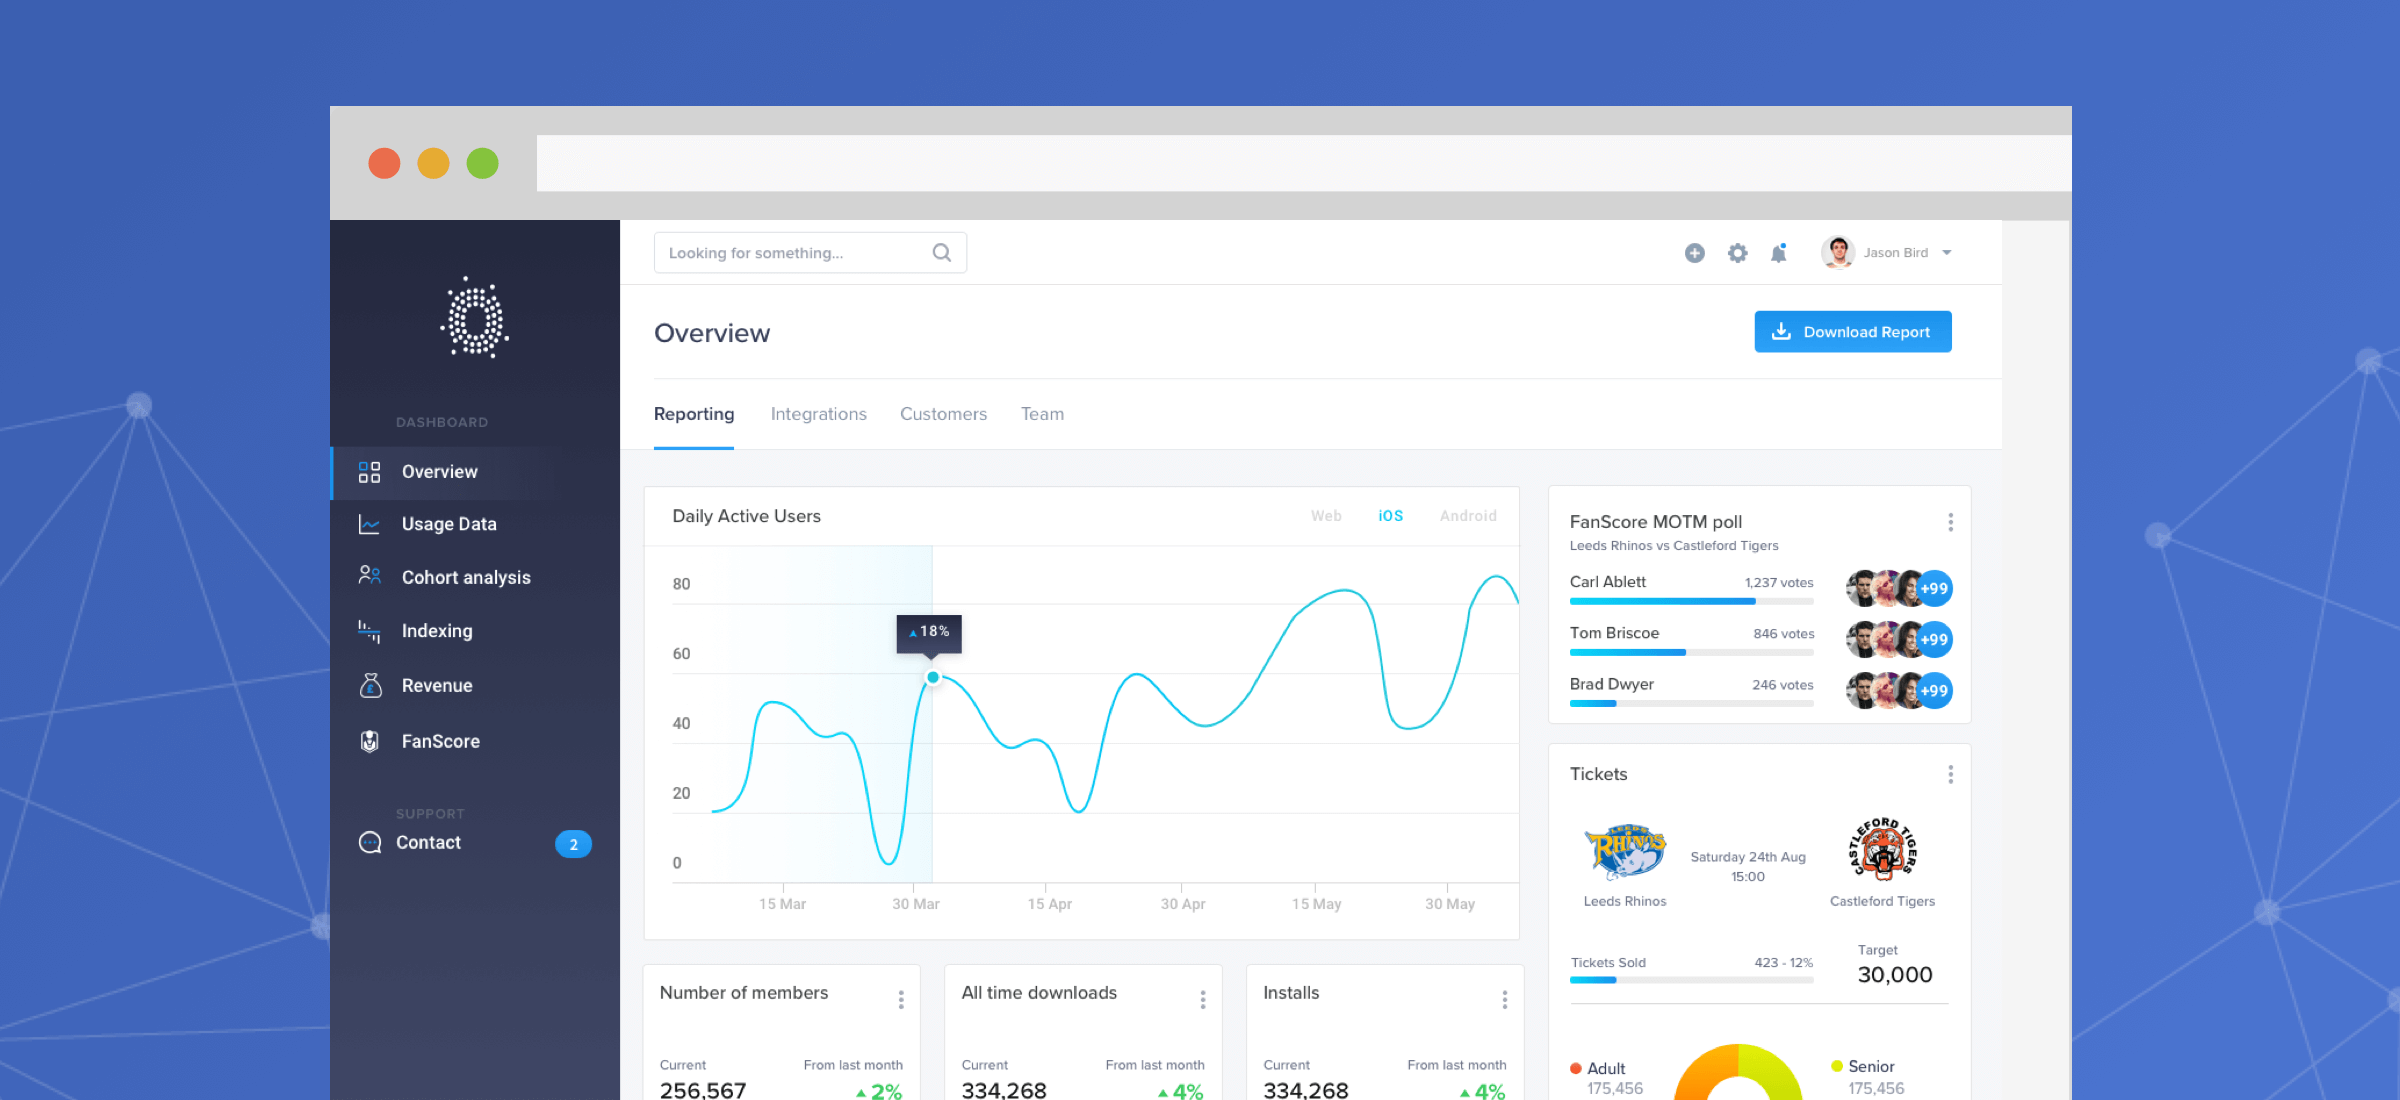 Looking for something...
Jason Bird
Overview
Download Report
Reporting Integrations Customers Team
DASHBOARD
Overview
Usage Data
Cohort analysis
Indexing
Revenue
FanScore
SUPPORT
Contact 2
Daily Active Users Web iOS Android
80
60
40
20
0
18%
15 Mar 30 Mar 15 Apr 30 Apr 15 May 30 May
FanScore MOTM poll
Leeds Rhinos vs Castleford Tigers
Carl Ablett 1,237 votes +99
Tom Briscoe 846 votes +99
Brad Dwyer 246 votes +99
Tickets
LEEDS
RHINOS
CASTLEFORD TIGERS
Saturday 24th Aug
15:00
Leeds Rhinos Castleford Tigers
Tickets Sold 423 - 12%
Target
30,000
Adult
175,456
Senior
175,456
Number of members
Current From last month
256,567 2%
All time downloads
Current From last month
334,268 4%
Installs
Current From last month
334,268 4%